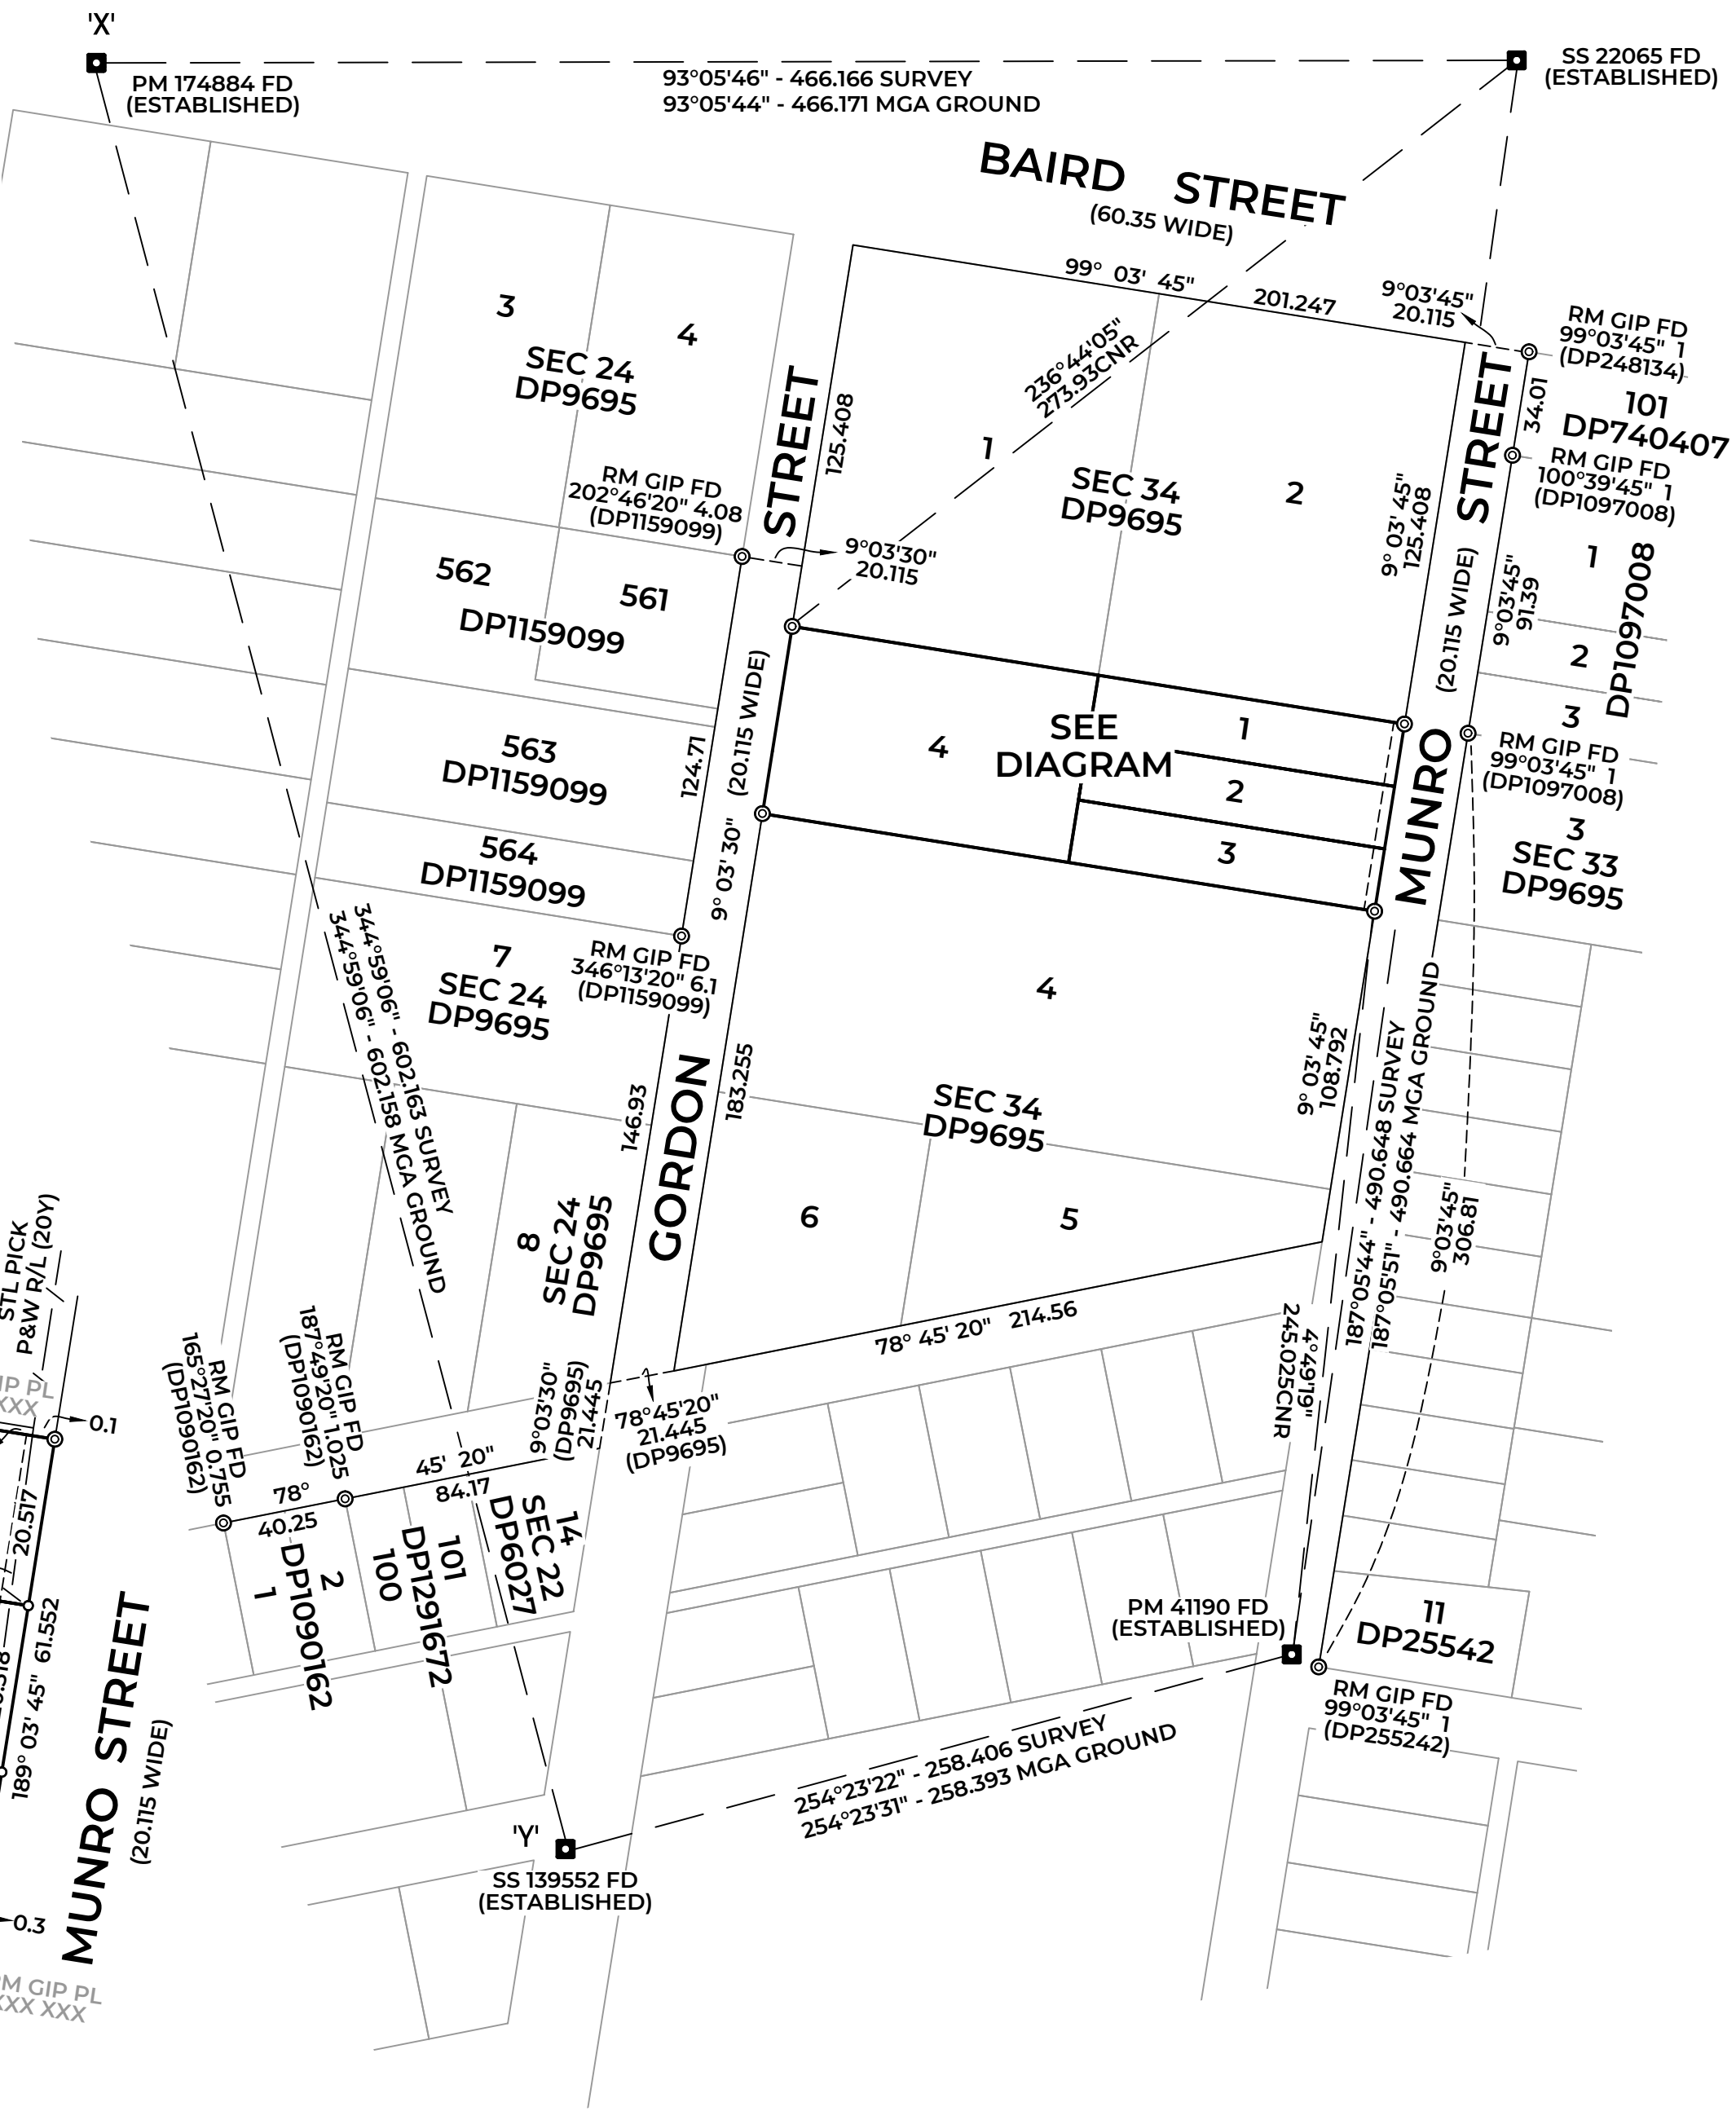 'X'
PM 174884 FD
(ESTABLISHED)
93°05'46" - 466.166 SURVEY
93°05'44" - 466.171 MGA GROUND
SS 22065 FD
(ESTABLISHED)
BAIRD STREET
(60.35 WIDE)
99° 03' 45"
201.247
9°03'45"
20.115
RM GIP FD
99°03'45" 1
(DP248134)
236°44'05"
273.93CNR
3
4
SEC 24
DP9695
STREET
125.408
1
SEC 34
DP9695
2
9° 03' 45"
125.408
STREET
34.01
101
DP740407
RM GIP FD
100°39'45" 1
(DP1097008)
RM GIP FD
202°46'20" 4.08
(DP1159099)
9°03'30"
20.115
562
561
DP1159099
(20.115 WIDE)
9°03'45"
91.39
1
2
DP1097008
3
RM GIP FD
99°03'45" 1
(DP1097008)
563
DP1159099
124.71
(20.115 WIDE)
4
SEE
DIAGRAM
1
2
3
MUNRO
3
SEC 33
DP9695
564
DP1159099
9° 03' 30"
344°59'06" - 602.163 SURVEY
344°59'06" - 602.158 MGA GROUND
7
SEC 24
DP9695
RM GIP FD
346°13'20" 6.1
(DP1159099)
4
SEC 34
DP9695
183.255
146.93
GORDON
9° 03' 45"
108.792
187°05'44" - 490.648 SURVEY
187°05'51" - 490.664 MGA GROUND
9°03'45"
306.81
8
SEC 24
DP9695
6
5
78° 45' 20" 214.56
4°49'19"
245.025CNR
STL PICK
P&W R/L (20Y)
0.1
20.517
189° 03' 45" 61.552
MUNRO STREET
(20.115 WIDE)
0.3
RM GIP FD
165°27'20" 0.755
(DP1090162)
RM GIP FD
187°49'20" 1.025
(DP1090162)
9°03'30"
(DP9695)
21.445
78°45'20"
21.445
(DP9695)
78° 45' 20"
40.25
84.17
1
2
DP1090162
100
101
DP1291672
14
SEC 22
DP6027
PM 41190 FD
(ESTABLISHED)
11
DP25542
RM GIP FD
99°03'45" 1
(DP255242)
254°23'22" - 258.406 SURVEY
254°23'31" - 258.393 MGA GROUND
'Y'
SS 139552 FD
(ESTABLISHED)
GIP PL
XXX XXX